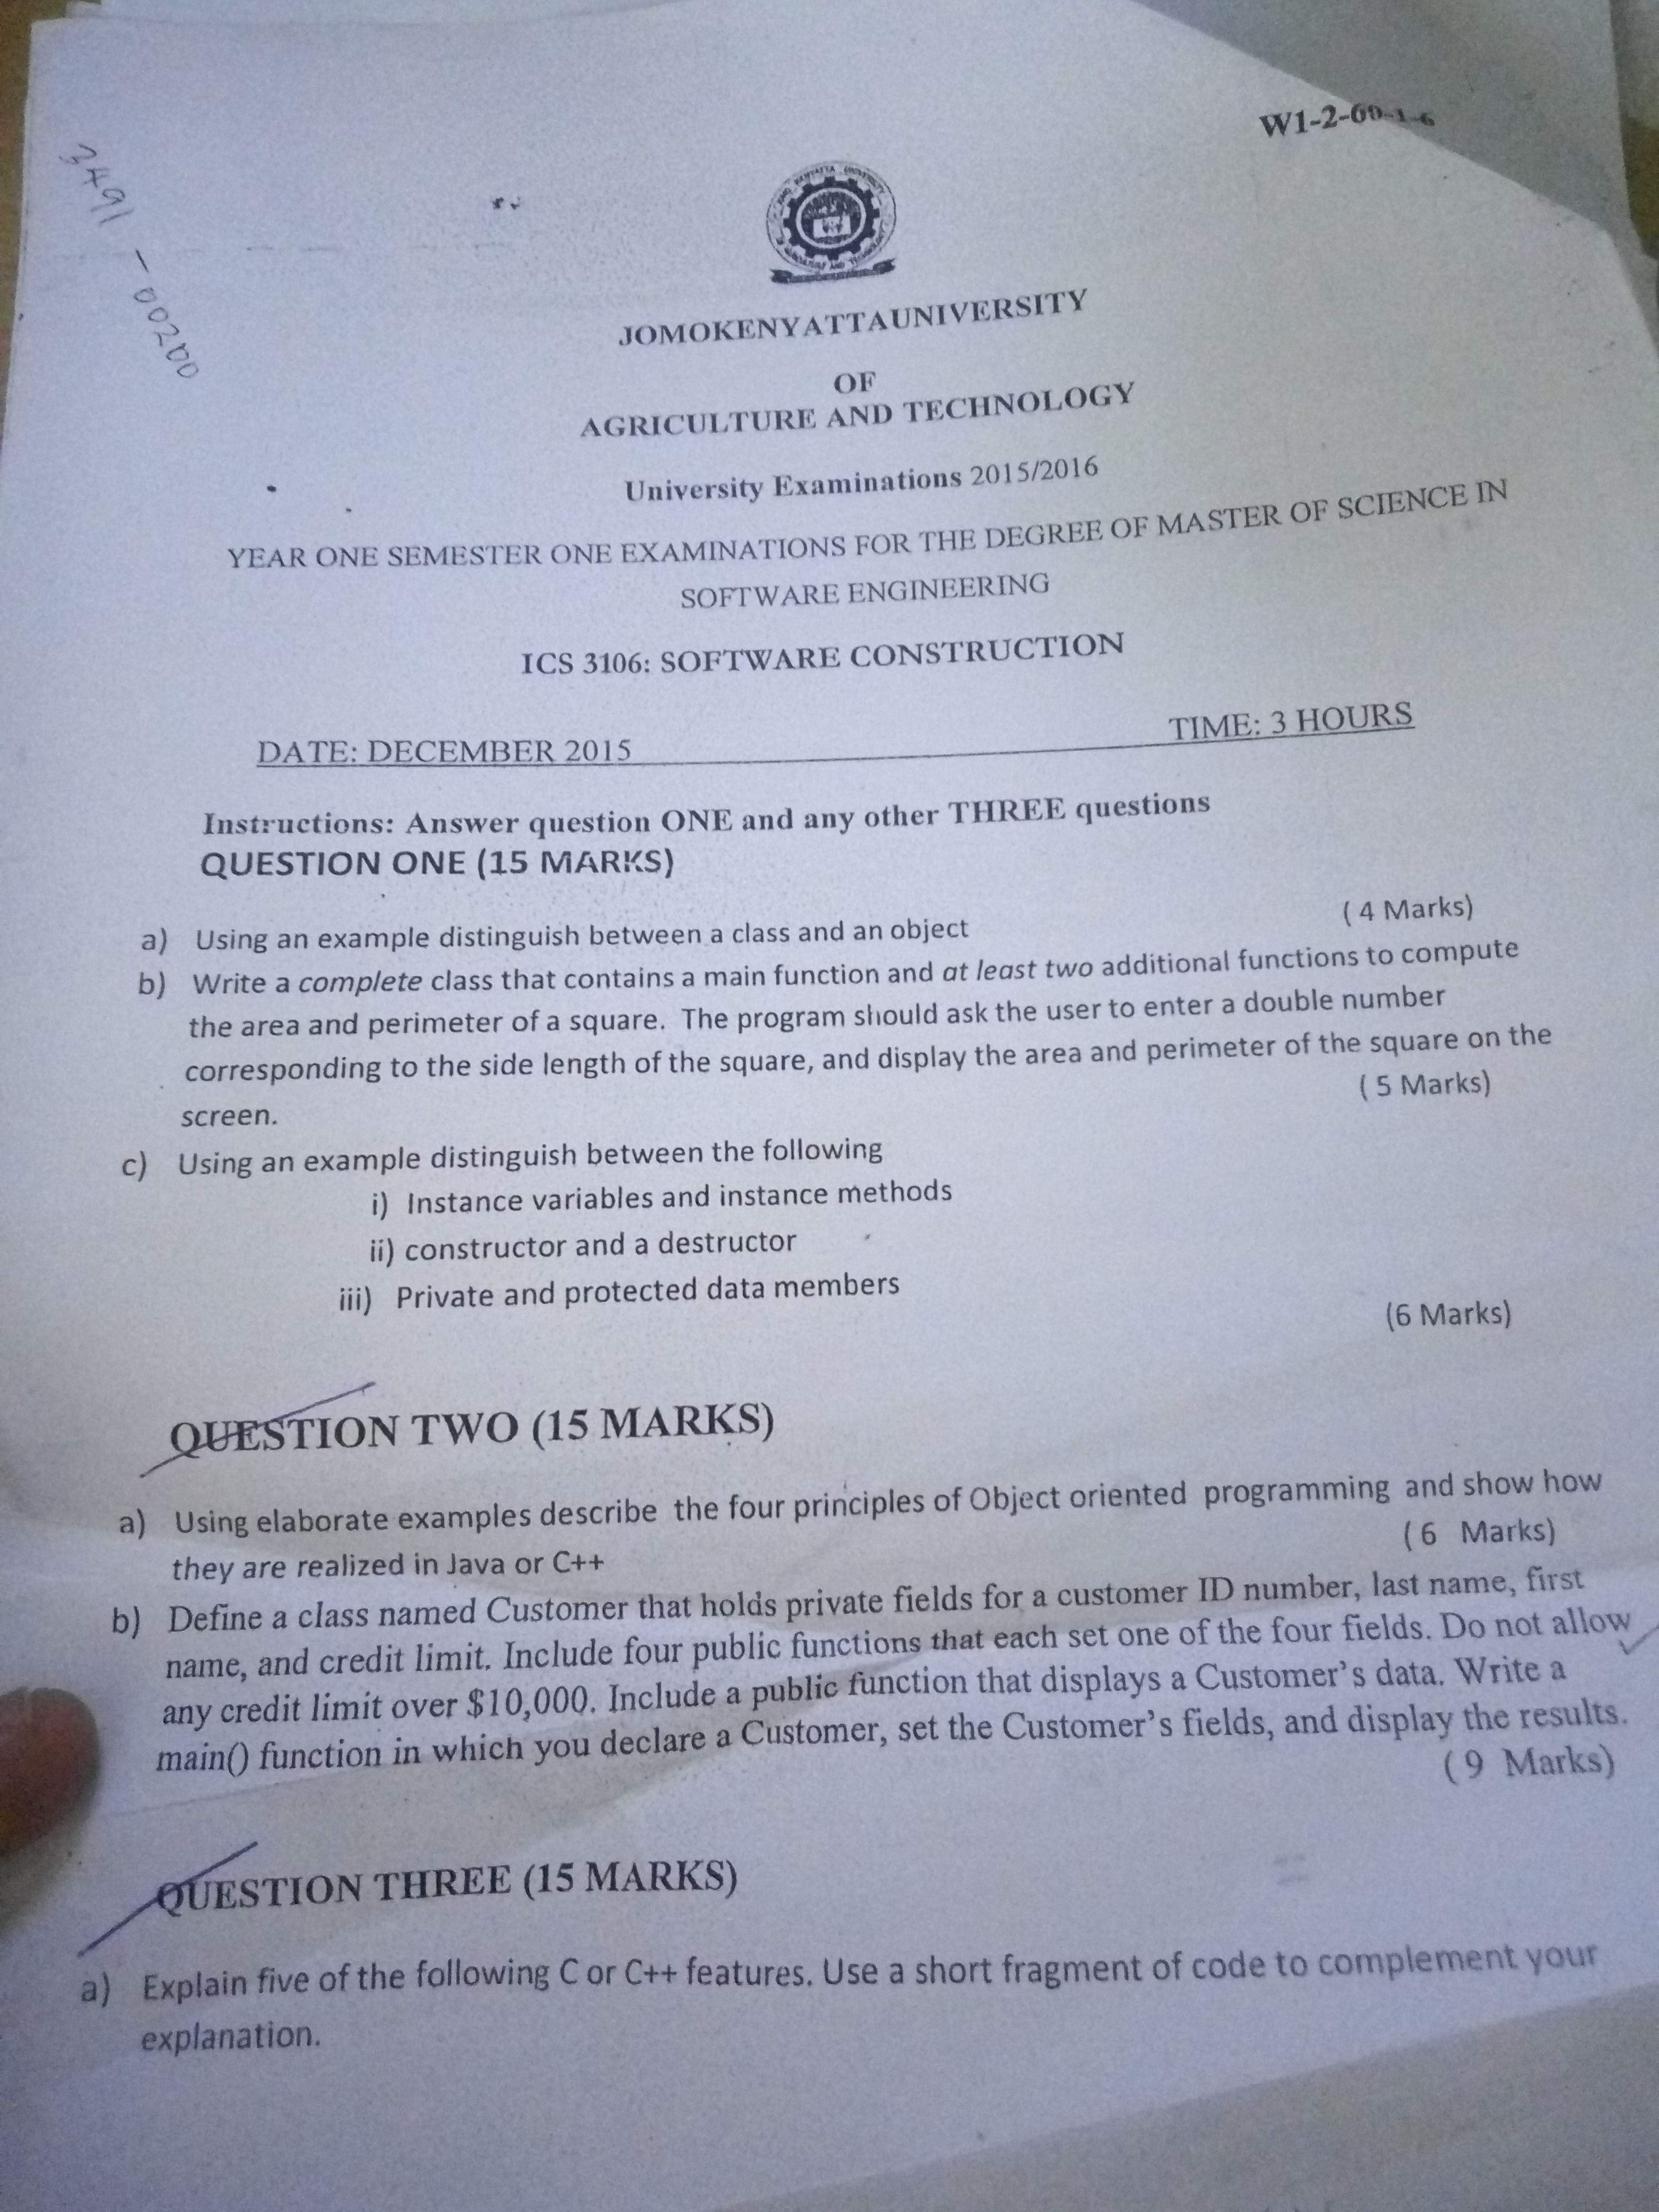 W1-2-60-1-6
3491 - 00200
JOMOKENYATTAUNIVERSITY
OF
AGRICULTURE AND TECHNOLOGY
University Examinations 2015/2016
YEAR ONE SEMESTER ONE EXAMINATIONS FOR THE DEGREE OF MASTER OF SCIENCE IN
SOFTWARE ENGINEERING
ICS 3106: SOFTWARE CONSTRUCTION
DATE: DECEMBER 2015 TIME: 3 HOURS
Instructions: Answer question ONE and any other THREE questions
QUESTION ONE (15 MARKS)
a) Using an example distinguish between a class and an object ( 4 Marks)
b) Write a complete class that contains a main function and at least two additional functions to compute
the area and perimeter of a square. The program should ask the user to enter a double number
corresponding to the side length of the square, and display the area and perimeter of the square on the
screen. ( 5 Marks)
c) Using an example distinguish between the following
i) Instance variables and instance methods
ii) constructor and a destructor
iii) Private and protected data members
(6 Marks)
QUESTION TWO (15 MARKS)
a) Using elaborate examples describe the four principles of Object oriented programming and show how
they are realized in Java or C++ ( 6 Marks)
b) Define a class named Customer that holds private fields for a customer ID number, last name, first
name, and credit limit. Include four public functions that each set one of the four fields. Do not allow
any credit limit over $10,000. Include a public function that displays a Customer's data. Write a
main() function in which you declare a Customer, set the Customer's fields, and display the results.
( 9 Marks)
QUESTION THREE (15 MARKS)
a) Explain five of the following C or C++ features. Use a short fragment of code to complement your
explanation.